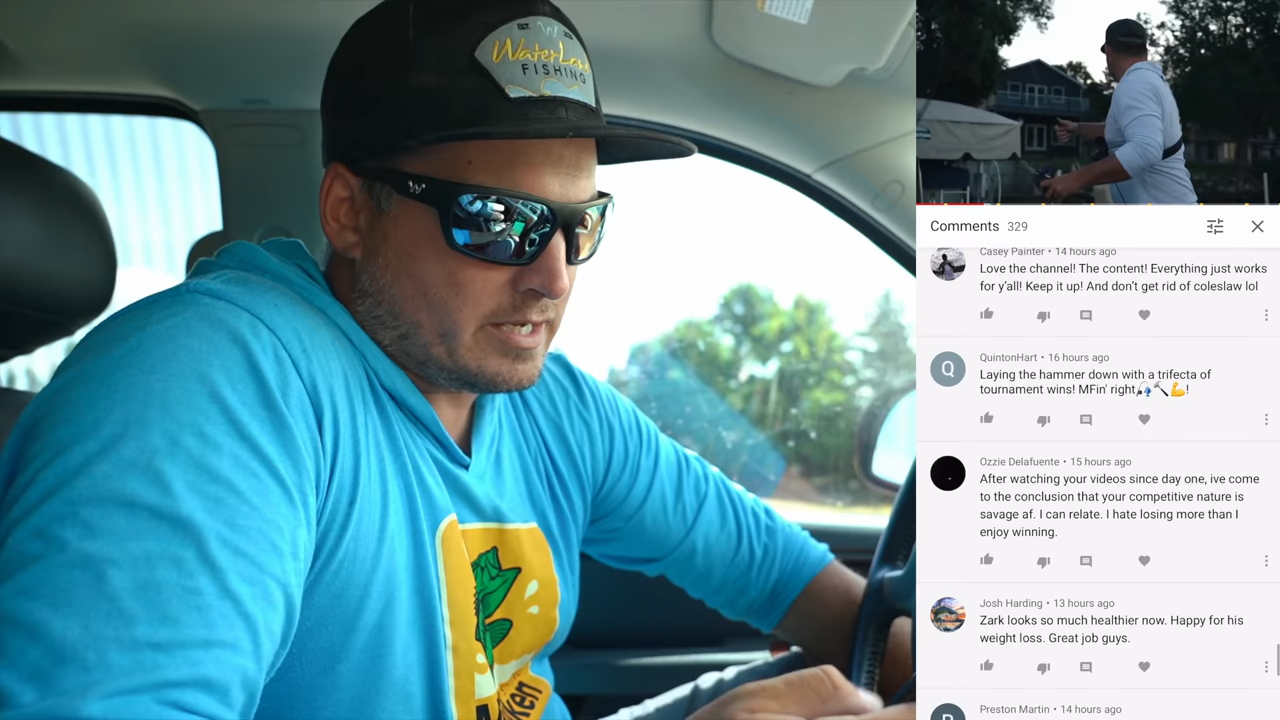 WaterLand
FISHING
Comments 329
Casey Painter • 14 hours ago
Love the channel! The content! Everything just works
for y'all! Keep it up! And don't get rid of coleslaw lol
Q
QuintonHart • 16 hours ago
Laying the hammer down with a trifecta of
tournament wins! MFin' right🎣🔨💪!
Ozzie Delafuente • 15 hours ago
After watching your videos since day one, ive come
to the conclusion that your competitive nature is
savage af. I can relate. I hate losing more than I
enjoy winning.
Josh Harding • 13 hours ago
Zark looks so much healthier now. Happy for his
weight loss. Great job guys.
Preston Martin • 14 hours ago